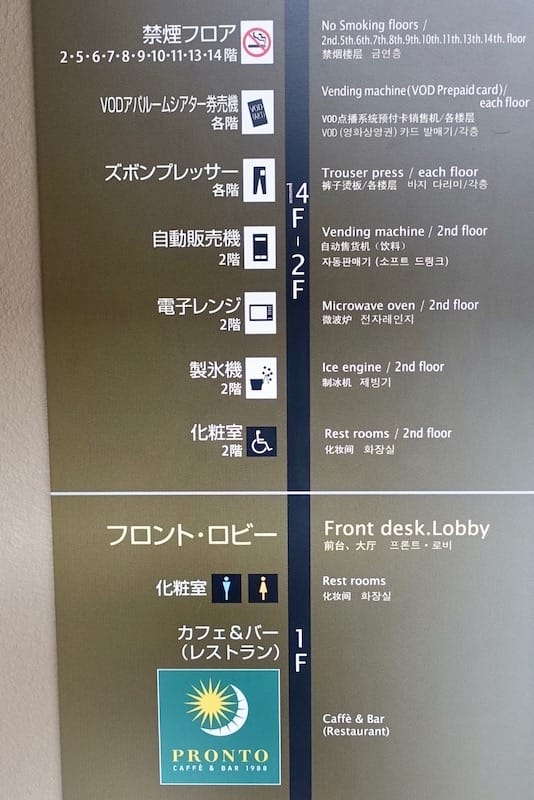 禁煙フロア
2・5・6・7・8・9・10・11・13・14階
No Smoking floors /
2nd.5th.6th.7th.8th.9th.10th.11th.13th.14th. floor
禁烟楼层 금연층
VODアパルームシアター券売機
各階
VOD
Vending machine(VOD Prepaid card)/
each floor
VOD点播系统预付卡销售机/各楼层
VOD (영화상영권) 카드 발매기/각층
ズボンプレッサー
各階
Trouser press / each floor
裤子烫板/各楼层 바지 다리미/각층
14
F
-
2
F
自動販売機
2階
Vending machine / 2nd floor
自动售货机（饮料）
자동판매기 (소프트 드링크)
電子レンジ
2階
Microwave oven / 2nd floor
微波炉 전자레인지
製氷機
2階
Ice engine / 2nd floor
制冰机 제빙기
化粧室
2階
Rest rooms / 2nd floor
化妆间 화장실
フロント・ロビー
Front desk.Lobby
前台、大厅 프론트・로비
化粧室
Rest rooms
化妆间 화장실
カフェ&バー
（レストラン）
1
F
PRONTO
CAFFÈ & BAR 1988
Caffè & Bar
(Restaurant)